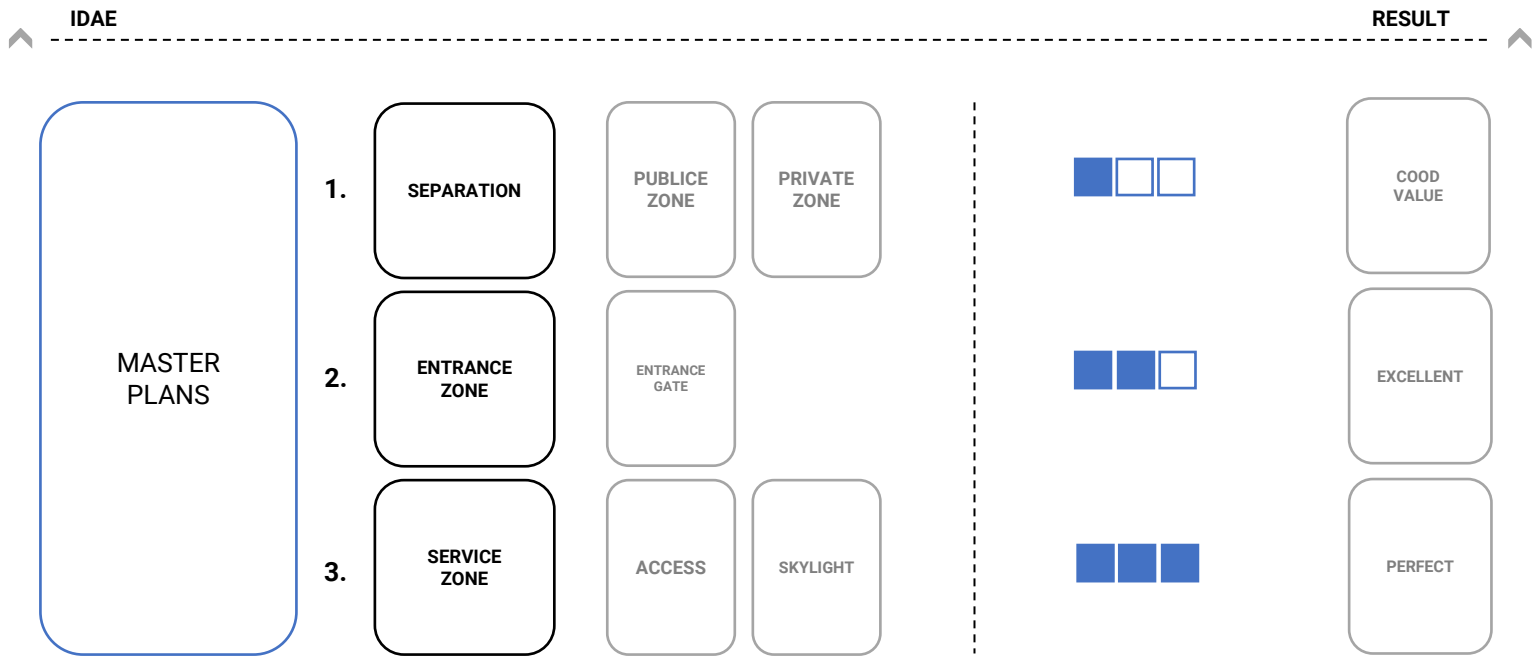 IDAE
RESULT
MASTER
PLANS
1.
SEPARATION
PUBLICE
ZONE
PRIVATE
ZONE
COOD
VALUE
2.
ENTRANCE
ZONE
ENTRANCE
GATE
EXCELLENT
3.
SERVICE
ZONE
ACCESS
SKYLIGHT
PERFECT